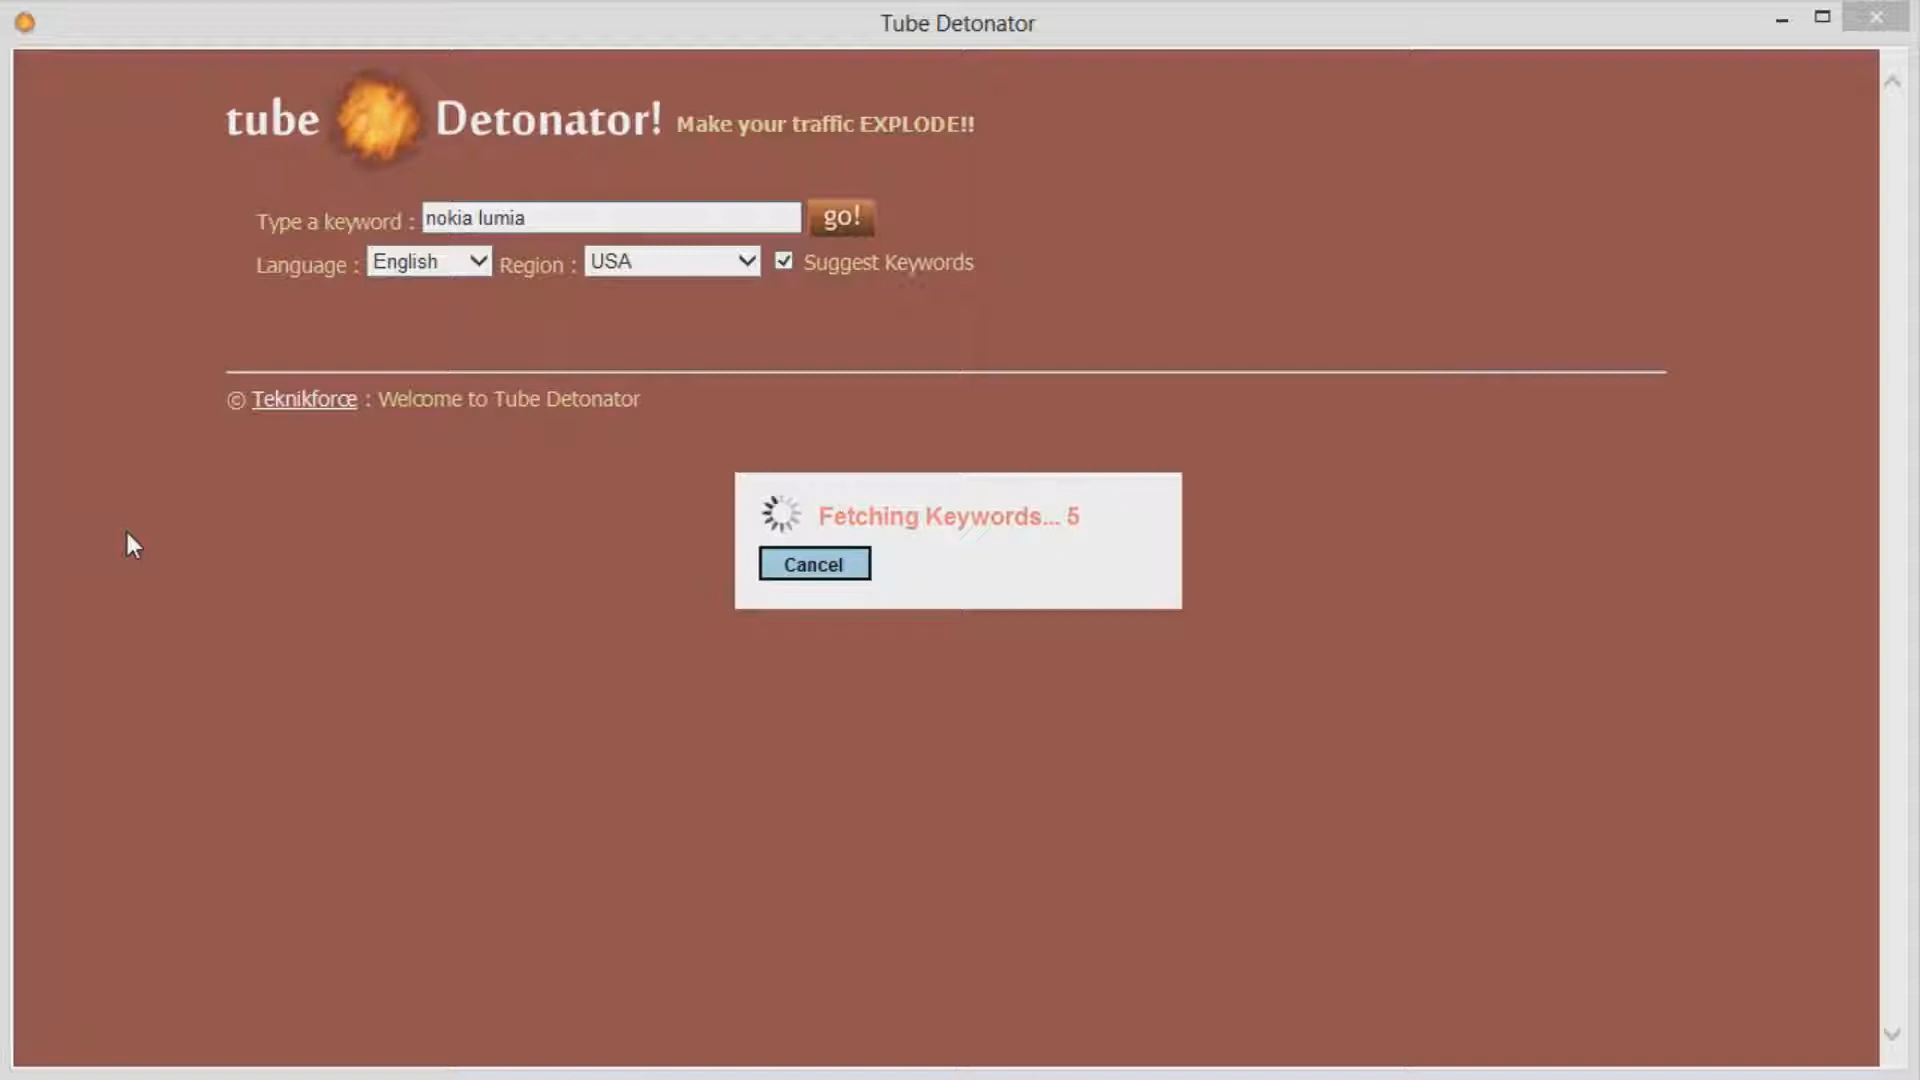 Tube Detonator
tube Detonator! Make your traffic EXPLODE!!
Type a keyword : nokia lumia go!
Language : English Region : USA Suggest Keywords
© Teknikforce : Welcome to Tube Detonator
Fetching Keywords... 5
Cancel